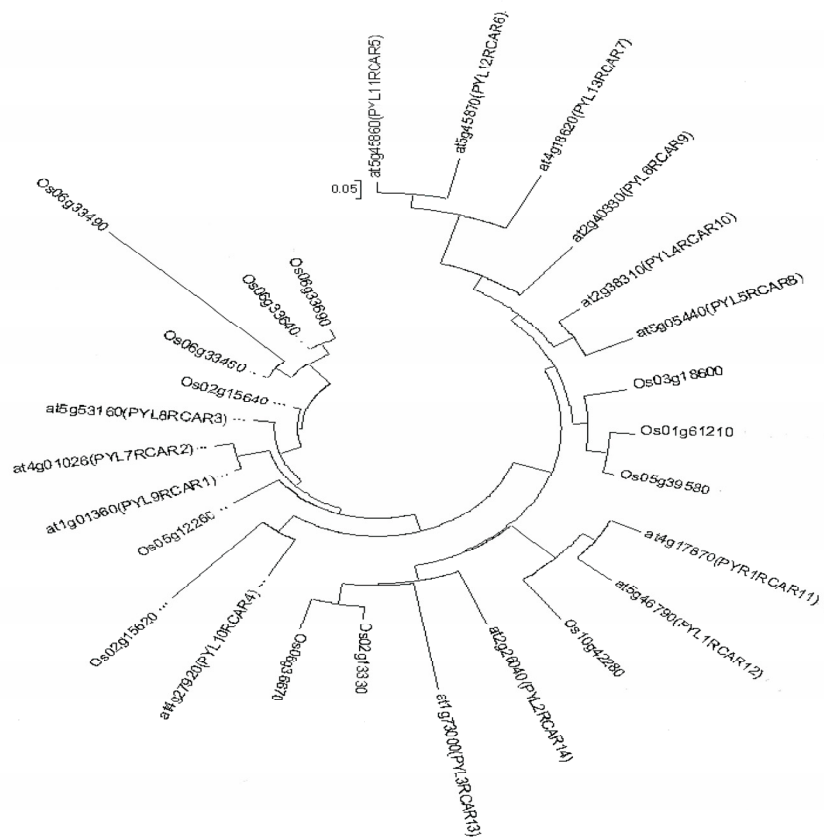 at5g45860(PYL11RCAR5)
at5g45870(PYL12RCAR6)
at4g18620(PYL13RCAR7)
at2g40330(PYL6RCAR9)
at2g38310(PYL4RCAR10)
at5g05440(PYL5RCAR8)
Os03g18600
Os01g61210
Os05g39580
at4g17870(PYR1RCAR11)
at5g46790(PYL1RCAR12)
Os10g42280
at2g26040(PYL2RCAR14)
at1g73000(PYL3RCAR13)
Os02g13330
Os06g36670
at4g27920(PYL10RCAR4)
Os02g15620
Os05g12260
at1g01360(PYL9RCAR1)
at4g01026(PYL7RCAR2)
at5g53160(PYL8RCAR3)
Os02g15640
Os06g33480
Os06g33490
Os06g33640
Os06g33690
0.05